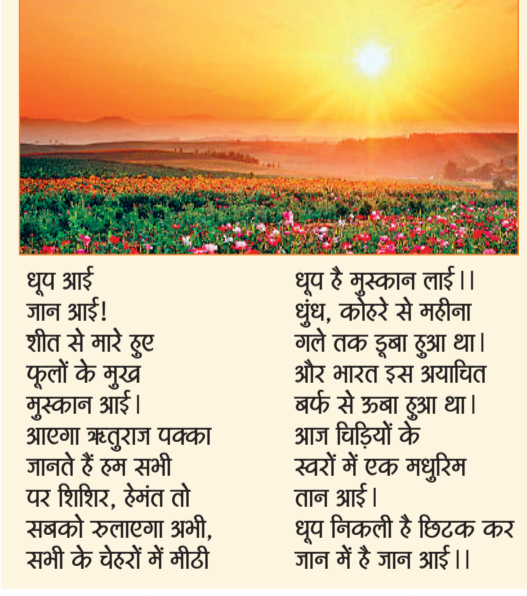 धूप आई
जान आई!
शीत से मारे हुए
फूलों के मुख
मुस्कान आई।
आएगा ऋतुराज पक्का
जानते हैं हम सभी
पर शिशिर, हेमंत तो
सबको रुलाएगा अभी,
सभी के चेहरों में मीठी
धूप है मुस्कान लाई।।
धुंध, कोहरे से महीना
गले तक डूबा हुआ था।
और भारत इस अयाचित
बर्फ से ऊबा हुआ था।
आज चिड़ियों के
स्वरों में एक मधुरिम
तान आई।
धूप निकली है छिटक कर
जान में है जान आई।।